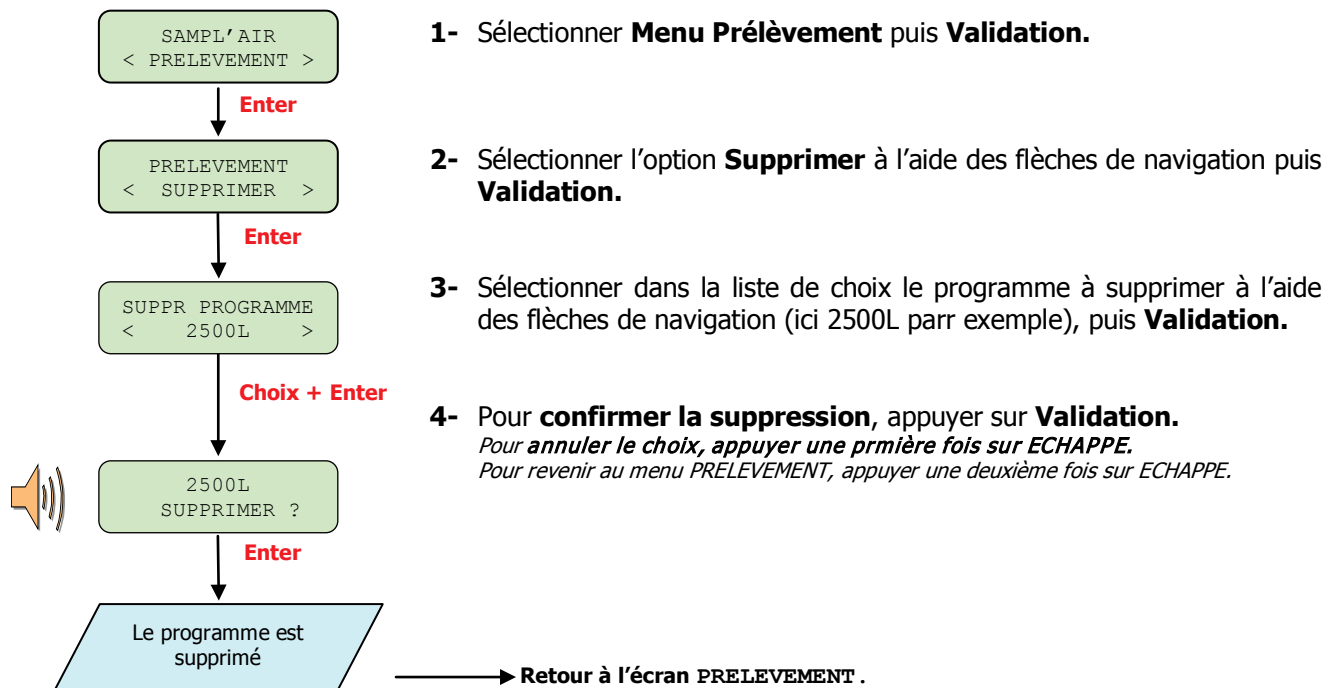 SAMPL'AIR
< PRELEVEMENT >
1- Sélectionner Menu Prélèvement puis Validation.
Enter
PRELEVEMENT
< SUPPRIMER >
2- Sélectionner l'option Supprimer à l'aide des flèches de navigation puis
Validation.
Enter
SUPPR PROGRAMME
< 2500L >
3- Sélectionner dans la liste de choix le programme à supprimer à l'aide
des flèches de navigation (ici 2500L parr exemple), puis Validation.
Choix + Enter
4- Pour confirmer la suppression, appuyer sur Validation.
Pour annuler le choix, appuyer une prmière fois sur ECHAPPE.
Pour revenir au menu PRELEVEMENT, appuyer une deuxième fois sur ECHAPPE.
2500L
SUPPRIMER ?
Enter
Le programme est
supprimé
Retour à l'écran PRELEVEMENT.